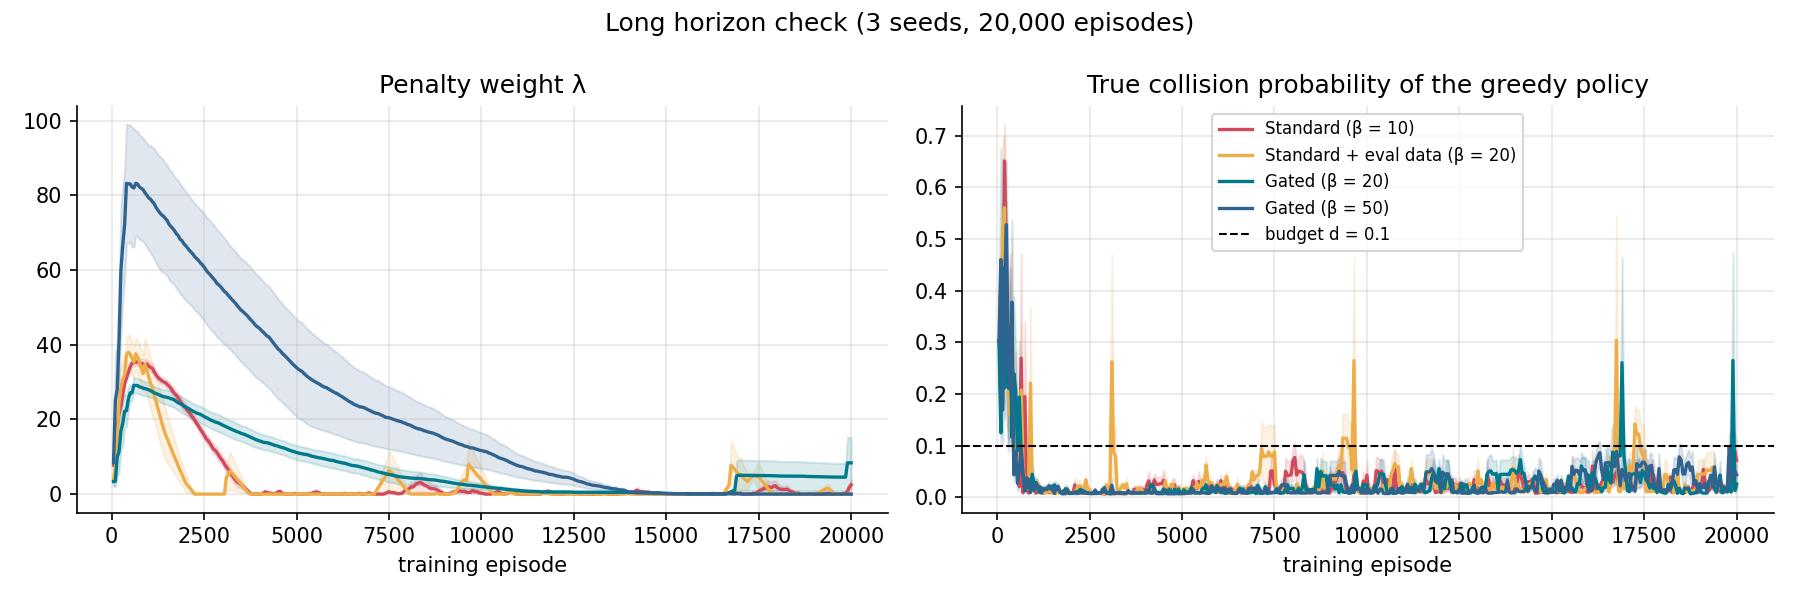 Long horizon check (3 seeds, 20,000 episodes)
Penalty weight λ
100
80
60
40
20
0
0 2500 5000 7500 10000 12500 15000 17500 20000
training episode
True collision probability of the greedy policy
0.7
0.6
0.5
0.4
0.3
0.2
0.1
0.0
Standard (β = 10)
Standard + eval data (β = 20)
Gated (β = 20)
Gated (β = 50)
budget d = 0.1
0 2500 5000 7500 10000 12500 15000 17500 20000
training episode